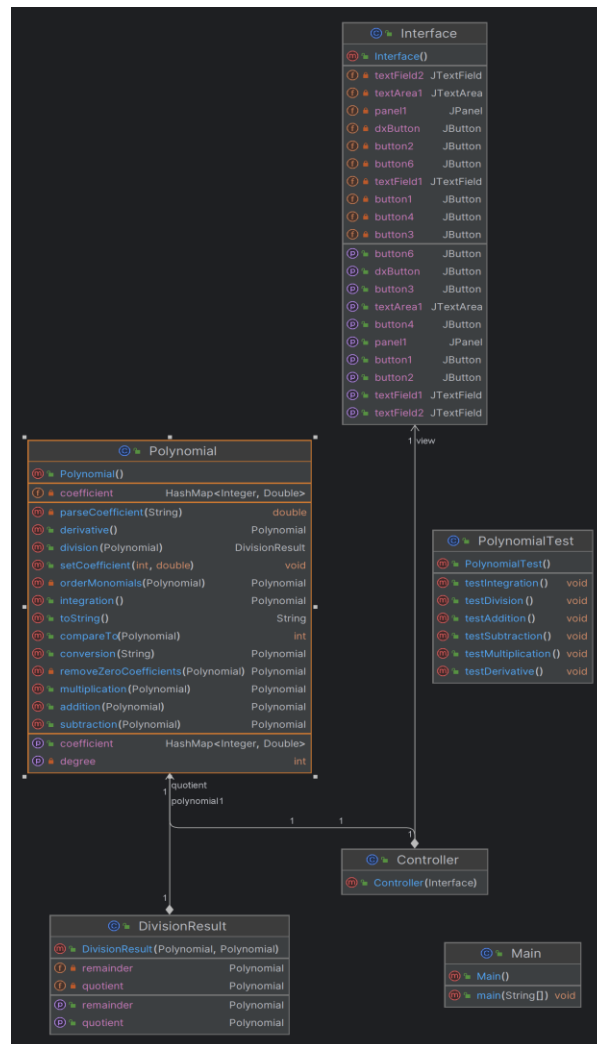 Interface
Interface()
textField2 JTextField
textArea1 JTextArea
panel1 JPanel
dxButton JButton
button2 JButton
button6 JButton
textField1 JTextField
button1 JButton
button4 JButton
button3 JButton
button6 JButton
dxButton JButton
button3 JButton
textArea1 JTextArea
button4 JButton
panel1 JPanel
button1 JButton
button2 JButton
textField1 JTextField
textField2 JTextField
1 view
Polynomial
Polynomial()
coefficient HashMap<Integer, Double>
parseCoefficient(String) double
derivative() Polynomial
division(Polynomial) DivisionResult
setCoefficient(int, double) void
orderMonomials(Polynomial) Polynomial
integration() Polynomial
toString() String
compareTo(Polynomial) int
conversion(String) Polynomial
removeZeroCoefficients(Polynomial) Polynomial
multiplication(Polynomial) Polynomial
addition(Polynomial) Polynomial
subtraction(Polynomial) Polynomial
coefficient HashMap<Integer, Double>
degree int
PolynomialTest
PolynomialTest()
testIntegration() void
testDivision() void
testAddition() void
testSubtraction() void
testMultiplication() void
testDerivative() void
quotient
1 polynomial1
1 1
1
Controller
Controller(Interface)
1
DivisionResult
DivisionResult(Polynomial, Polynomial)
remainder Polynomial
quotient Polynomial
remainder Polynomial
quotient Polynomial
Main
Main()
main(String[]) void